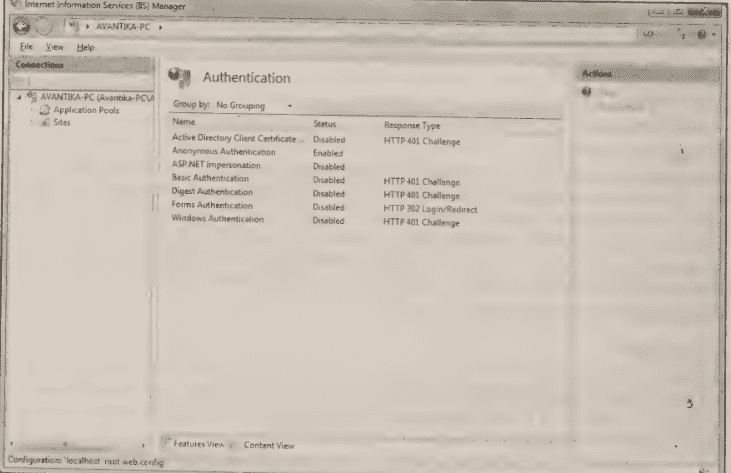 Internet Information Services (IIS) Manager
AVANTIKA-PC
File View Help
Connections
AVANTIKA-PC (Avantika-PC\A
Application Pools
Sites
Authentication
Group by: No Grouping
Name Status Response Type
Active Directory Client Certificate ... Disabled HTTP 401 Challenge
Anonymous Authentication Enabled
ASP.NET Impersonation Disabled
Basic Authentication Disabled HTTP 401 Challenge
Digest Authentication Disabled HTTP 401 Challenge
Forms Authentication Disabled HTTP 302 Login/Redirect
Windows Authentication Disabled HTTP 401 Challenge
Actions
Features View Content View
Configuration: 'localhost' root web.config